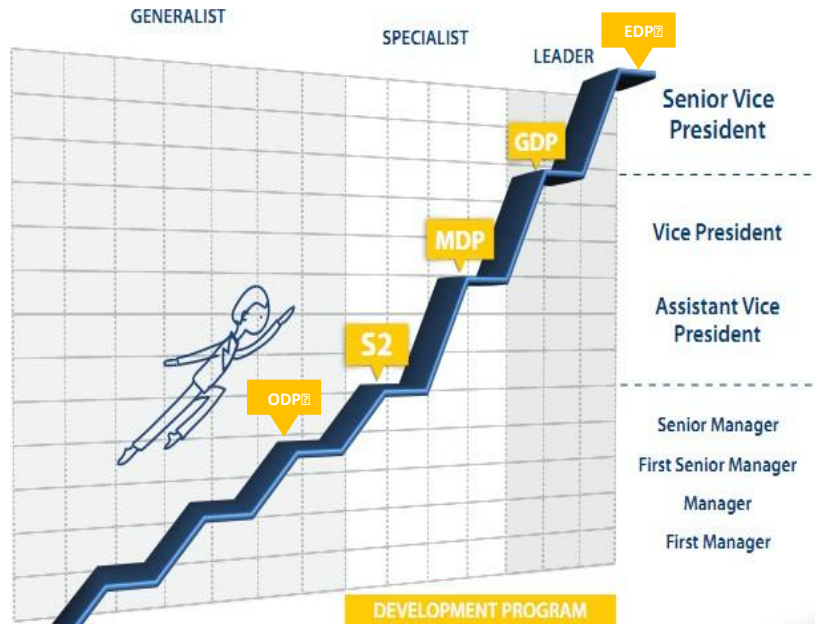 GENERALIST
SPECIALIST
LEADER
EDP
GDP
MDP
S2
ODP
Senior Vice
President
Vice President
Assistant Vice
President
Senior Manager
First Senior Manager
Manager
First Manager
DEVELOPMENT PROGRAM